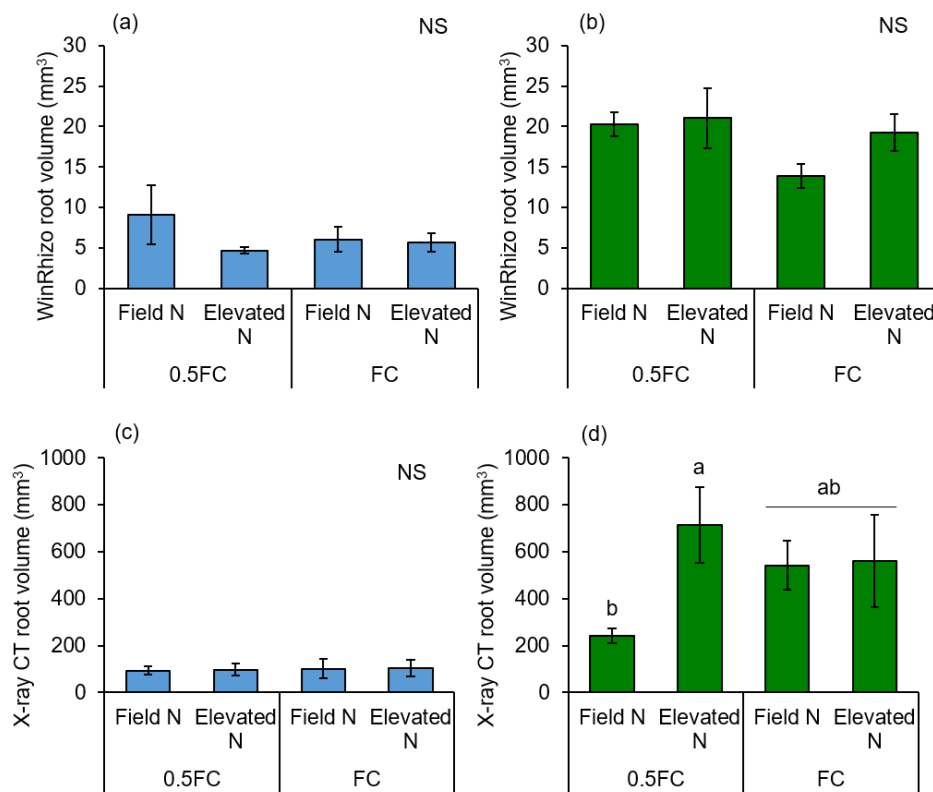 (a)
NS
WinRhizo root volume (mm³)
30
25
20
15
10
5
0
Field N
Elevated
N
Field N
Elevated
N
0.5FC
FC
(b)
NS
WinRhizo root volume (mm³)
30
25
20
15
10
5
0
Field N
Elevated
N
Field N
Elevated
N
0.5FC
FC
(c)
NS
X-ray CT root volume (mm³)
1000
800
600
400
200
0
Field N
Elevated
N
Field N
Elevated
N
0.5FC
FC
(d)
X-ray CT root volume (mm³)
1000
800
600
400
200
0
b
a
ab
Field N
Elevated
N
Field N
Elevated
N
0.5FC
FC